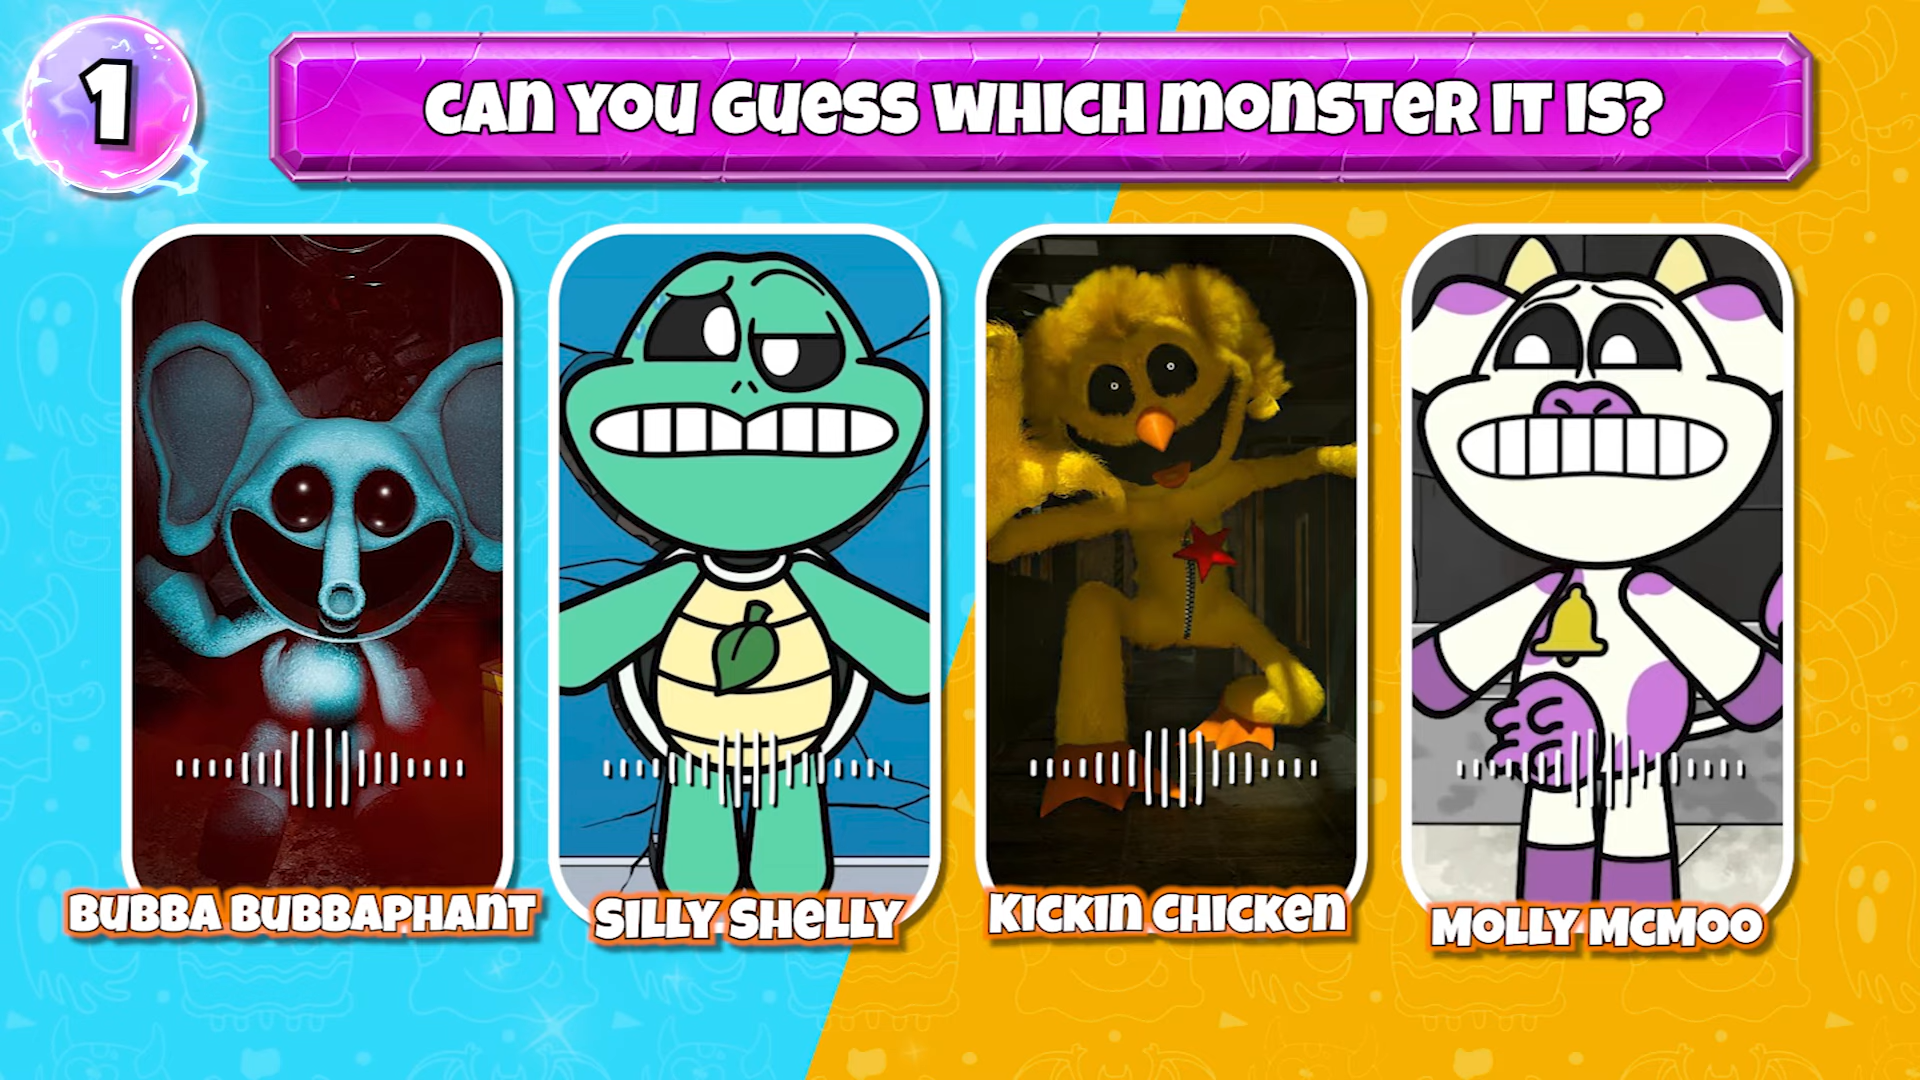 1
CAN YOU GUESS WHICH MONSTER IT IS?
BUBBA BUBBAPHANT
SILLY SHELLY
KICKIN CHICKEN
MOLLY MCMOO